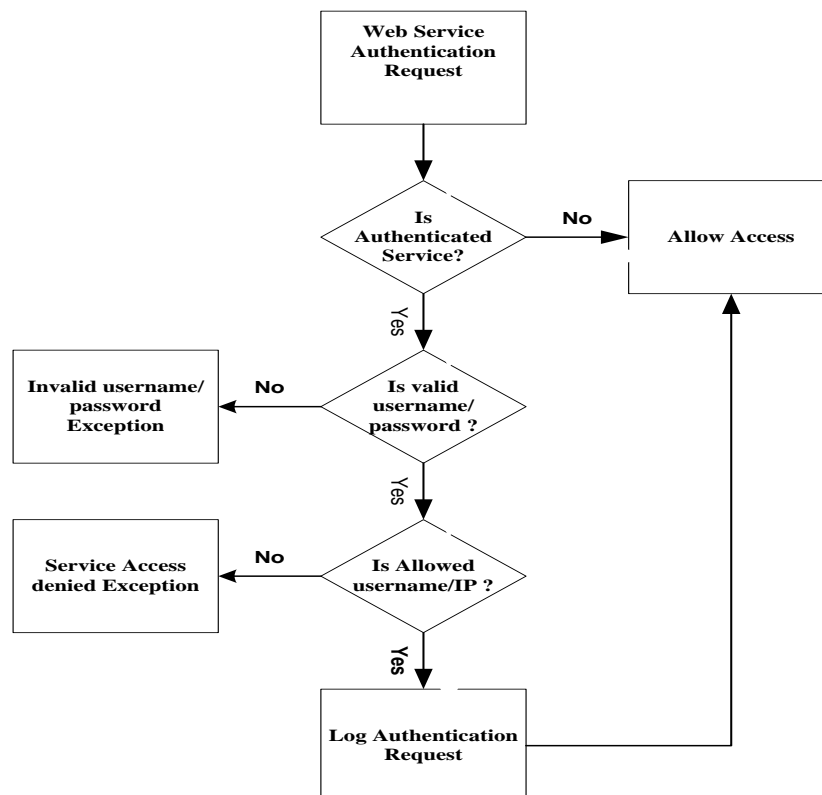 Web Service
Authentication
Request
Is
Authenticated
Service?
No
Allow Access
Yes
Invalid username/
password
Exception
No
Is valid
username/
password ?
Yes
Service Access
denied Exception
No
Is Allowed
username/IP ?
Yes
Log Authentication
Request